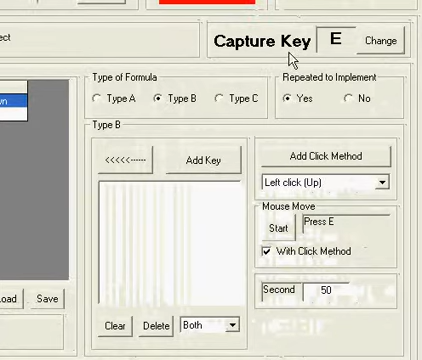 ect
Capture Key E Change
Type of Formula
Type A Type B Type C
Repeated to Implement
Yes No
wn
Type B
<<<<<------ Add Key
Add Click Method
Left click (Up)
Mouse Move
Start Press E
With Click Method
Second 50
oad Save
Clear Delete Both